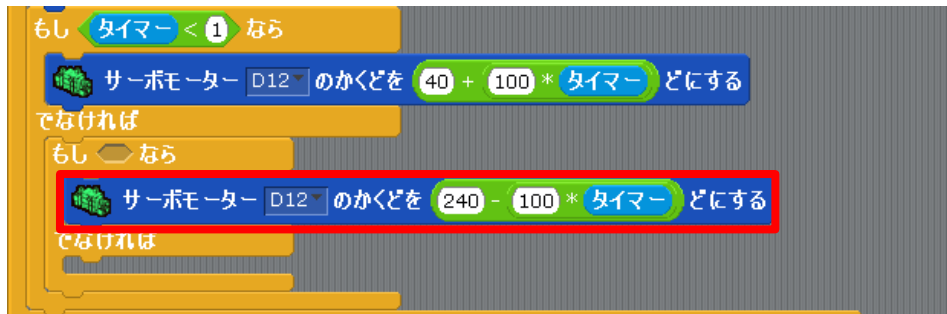 もし タイマー < 1 なら
サーボモーター D12 のかくどを 40 + 100 * タイマー どにする
でなければ
もし なら
サーボモーター D12 のかくどを 240 - 100 * タイマー どにする
でなければ